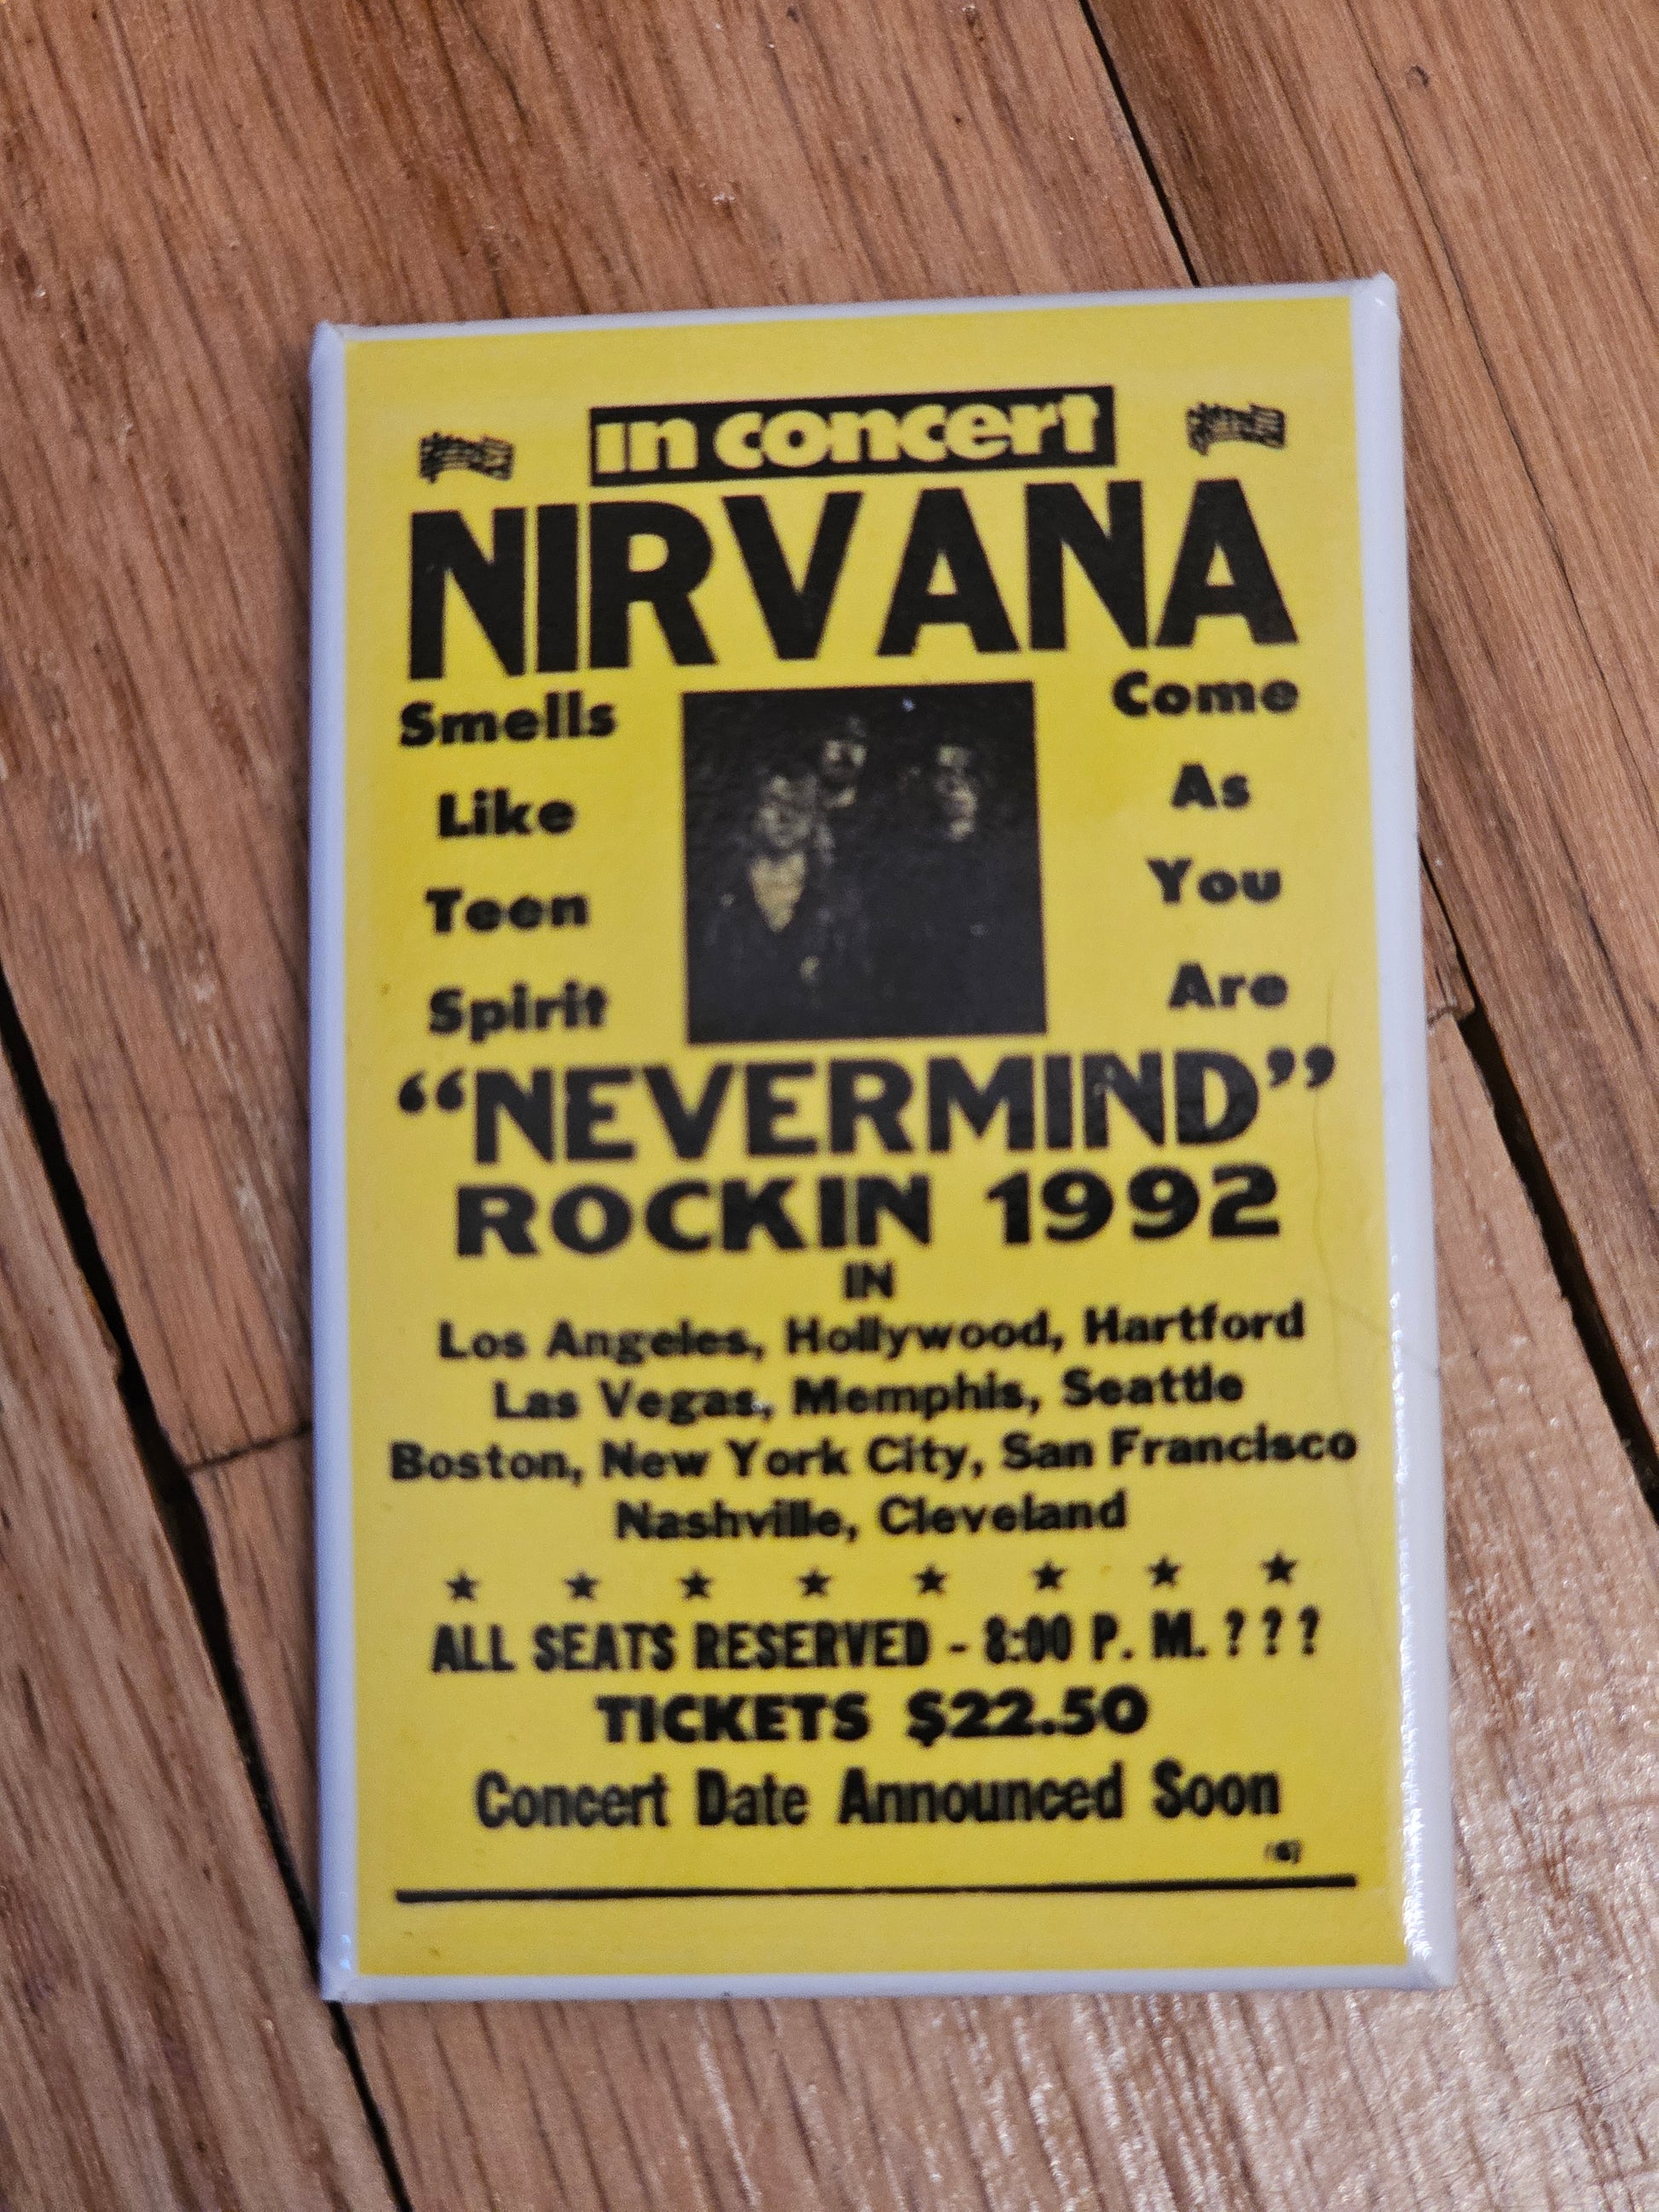 in concert
NIRVANA
Smells
Like
Teen
Spirit
Come
As
You
Are
“NEVERMIND”
ROCKIN 1992
IN
Los Angeles, Hollywood, Hartford
Las Vegas, Memphis, Seattle
Boston, New York City, San Francisco
Nashville, Cleveland
ALL SEATS RESERVED - 8:00 P. M. ? ? ?
TICKETS $22.50
Concert Date Announced Soon